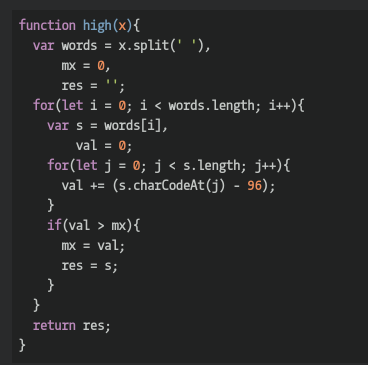 function high(x){
  var words = x.split(' '),
      mx = 0,
      res = '';
  for(let i = 0; i < words.length; i++){
    var s = words[i],
        val = 0;
    for(let j = 0; j < s.length; j++){
      val += (s.charCodeAt(j) - 96);
    }
    if(val > mx){
      mx = val;
      res = s;
    }
  }
  return res;
}